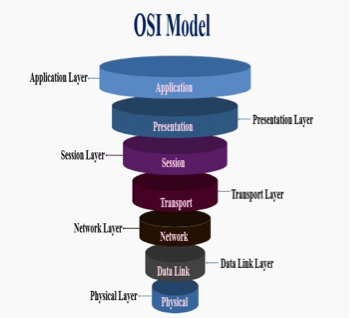 OSI Model
Application Layer
Application
Presentation
Presentation Layer
Session Layer
Session
Transport
Transport Layer
Network Layer
Network
Data Link
Data Link Layer
Physical Layer
Physical